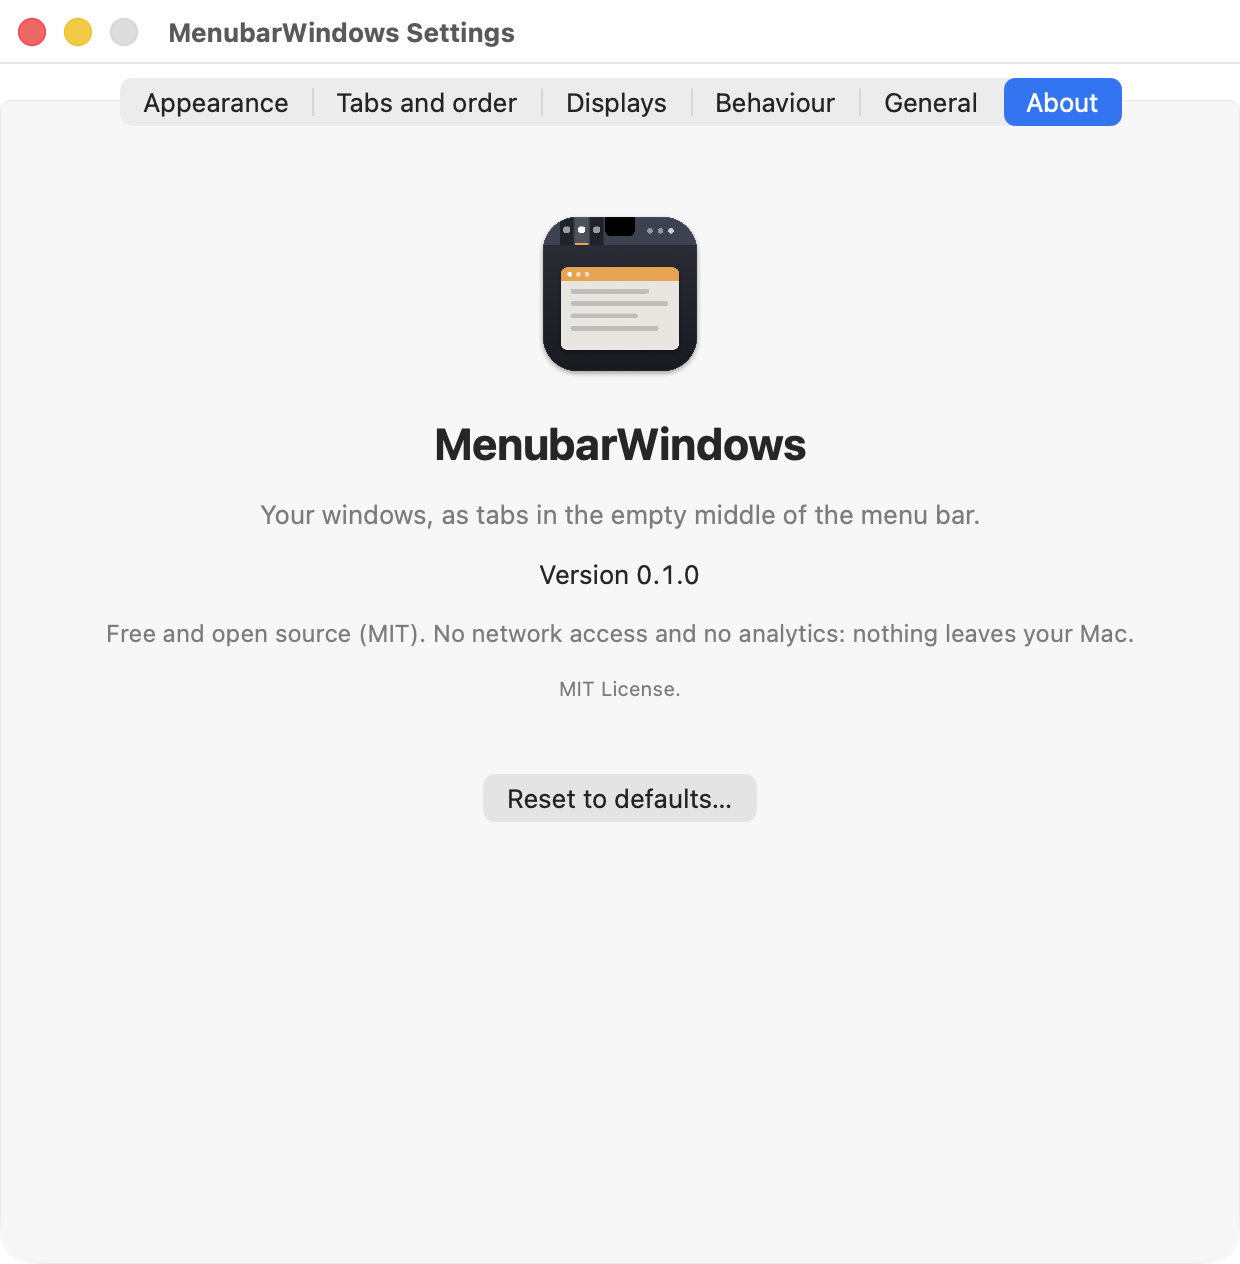 MenubarWindows Settings
Appearance
Tabs and order
Displays
Behaviour
General
About
MenubarWindows
Your windows, as tabs in the empty middle of the menu bar.
Version 0.1.0
Free and open source (MIT). No network access and no analytics: nothing leaves your Mac.
MIT License.
Reset to defaults...